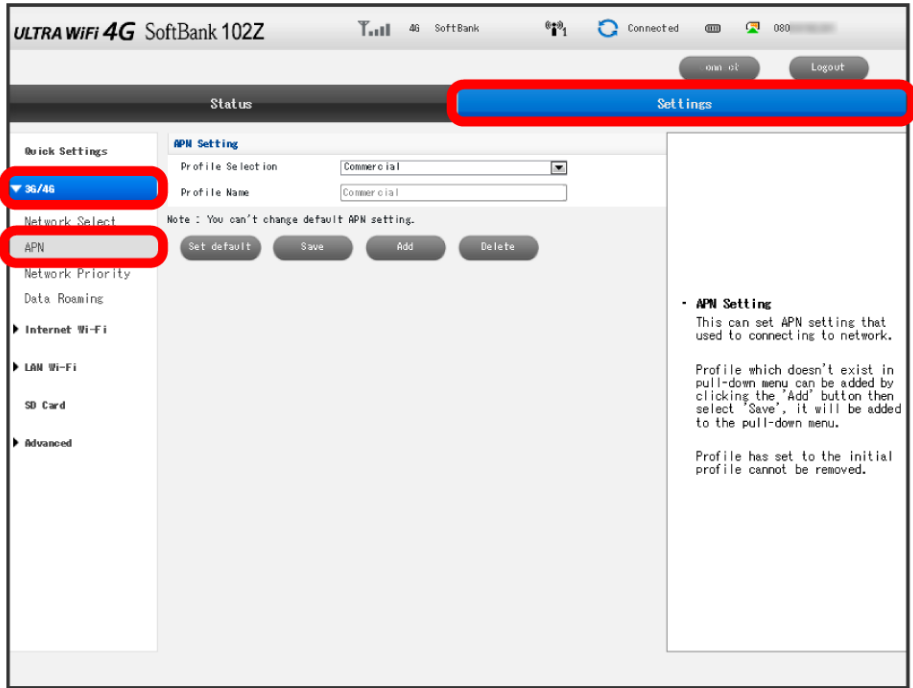 ULTRA WiFi 4G SoftBank 102Z
4G SoftBank
1
Connected
080
Logout
Status
Settings
Quick Settings
3G/4G
Network Select
APN
Network Priority
Data Roaming
Internet Wi-Fi
LAN Wi-Fi
SD Card
Advanced
APN Setting
Profile Selection
Commercial
Profile Name
Commercial
Note : You can't change default APN setting.
Set default
Save
Add
Delete
- APN Setting
This can set APN setting that
used to connecting to network.
Profile which doesn't exist in
pull-down menu can be added by
clicking the 'Add' button then
select 'Save', it will be added
to the pull-down menu.
Profile has set to the initial
profile cannot be removed.